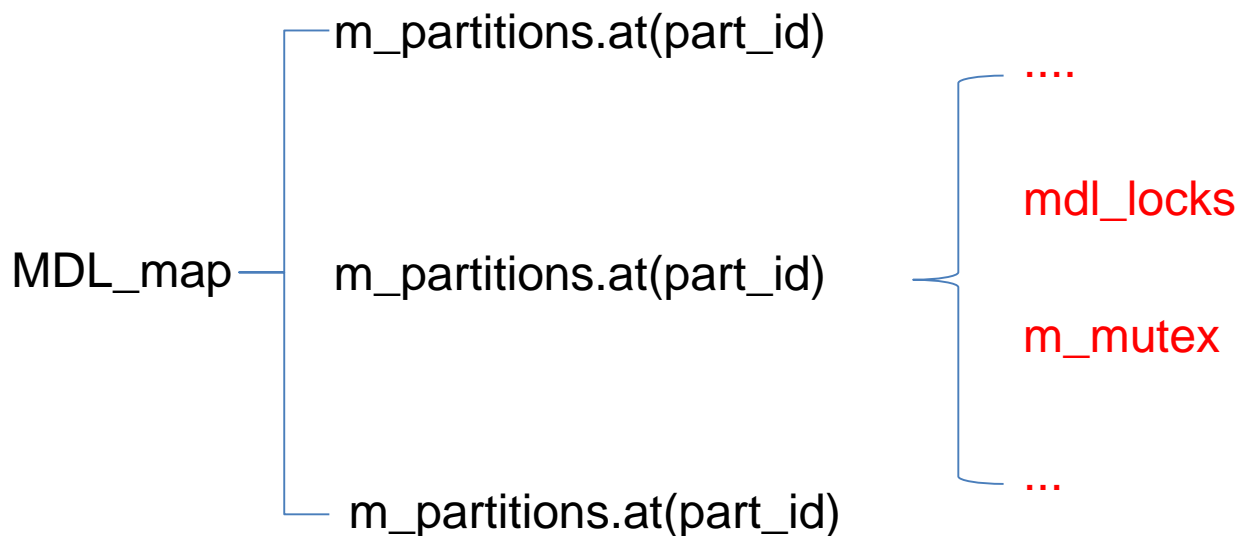 m_partitions.at(part_id)
....
mdl_locks
MDL_map
m_partitions.at(part_id)
m_mutex
...
m_partitions.at(part_id)